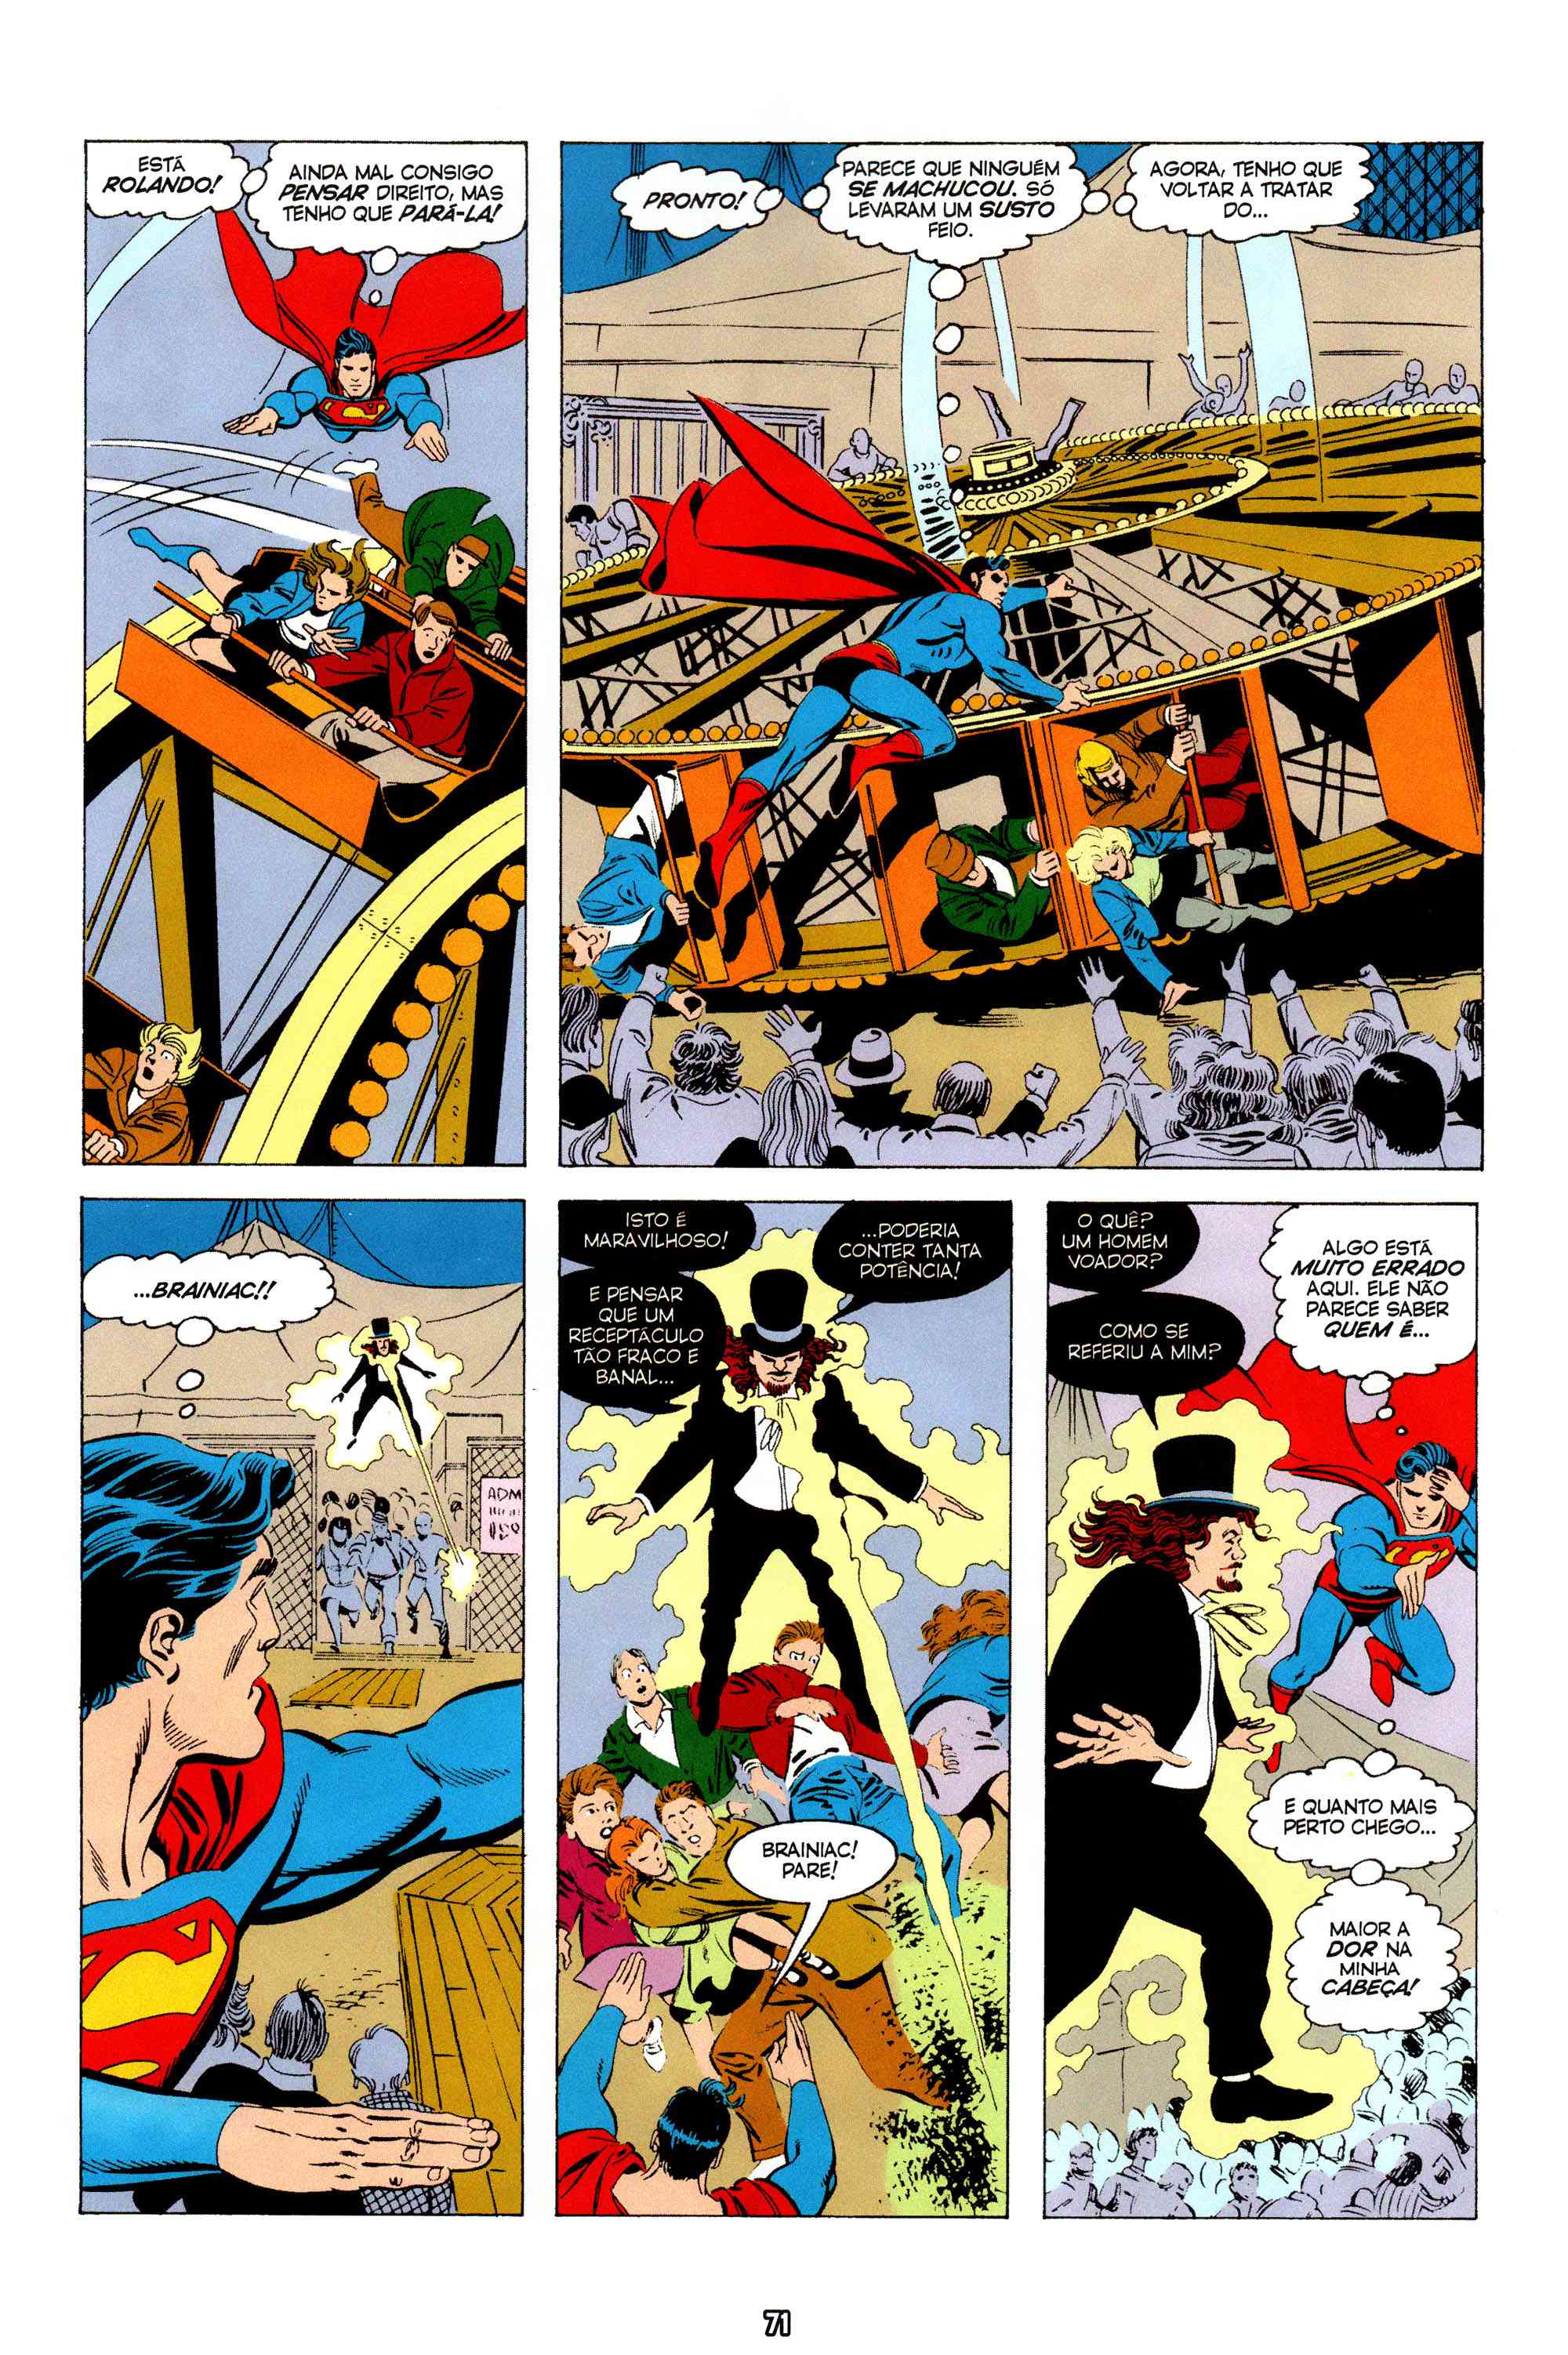 ESTÁ
ROLANDO!
AINDA MAL CONSIGO
PENSAR DIREITO, MAS
TENHO QUE PARÁ-LA!
PRONTO!
PARECE QUE NINGUÉM
SE MACHUCOU. SÓ
LEVARAM UM SUSTO
FEIO.
AGORA, TENHO QUE
VOLTAR A TRATAR
DO...
...BRAINIAC!!
ADM
ISTO É
MARAVILHOSO!
E PENSAR
QUE UM
RECEPTÁCULO
TÃO FRACO E
BANAL...
...PODERIA
CONTER TANTA
POTÊNCIA!
BRAINIAC!
PARE!
O QUÊ?
UM HOMEM
VOADOR?
COMO SE
REFERIU A MIM?
ALGO ESTÁ
MUITO ERRADO
AQUI. ELE NÃO
PARECE SABER
QUEM É...
E QUANTO MAIS
PERTO CHEGO...
MAIOR A
DOR NA
MINHA
CABEÇA!
71